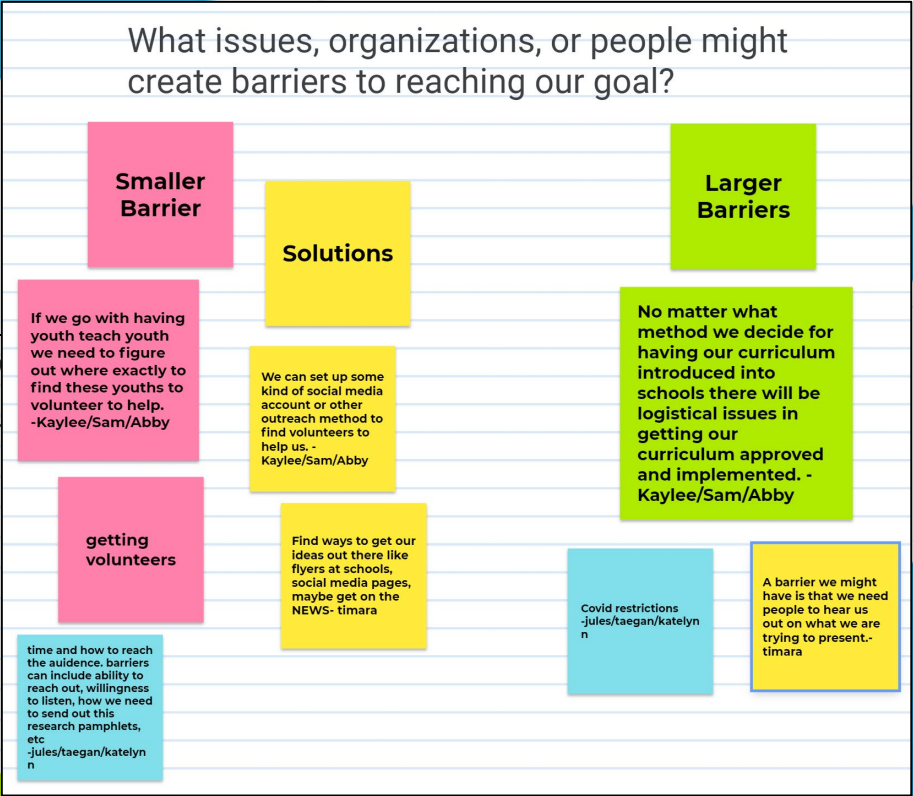 What issues, organizations, or people might
create barriers to reaching our goal?
Smaller
Barrier
If we go with having
youth teach youth
we need to figure
out where exactly to
find these youths to
volunteer to help.
-Kaylee/Sam/Abby
getting
volunteers
time and how to reach
the auidence. barriers
can include ability to
reach out, willingness
to listen, how we need
to send out this
research pamphlets,
etc
-jules/taegan/katelyn
n
Solutions
We can set up some
kind of social media
account or other
outreach method to
find volunteers to
help us. -
Kaylee/Sam/Abby
Find ways to get our
ideas out there like
flyers at schools,
social media pages,
maybe get on the
NEWS- timara
Larger
Barriers
No matter what
method we decide for
having our curriculum
introduced into
schools there will be
logistical issues in
getting our
curriculum approved
and implemented. -
Kaylee/Sam/Abby
Covid restrictions
-jules/taegan/katelyn
n
A barrier we might
have is that we need
people to hear us
out on what we are
trying to present.-
timara